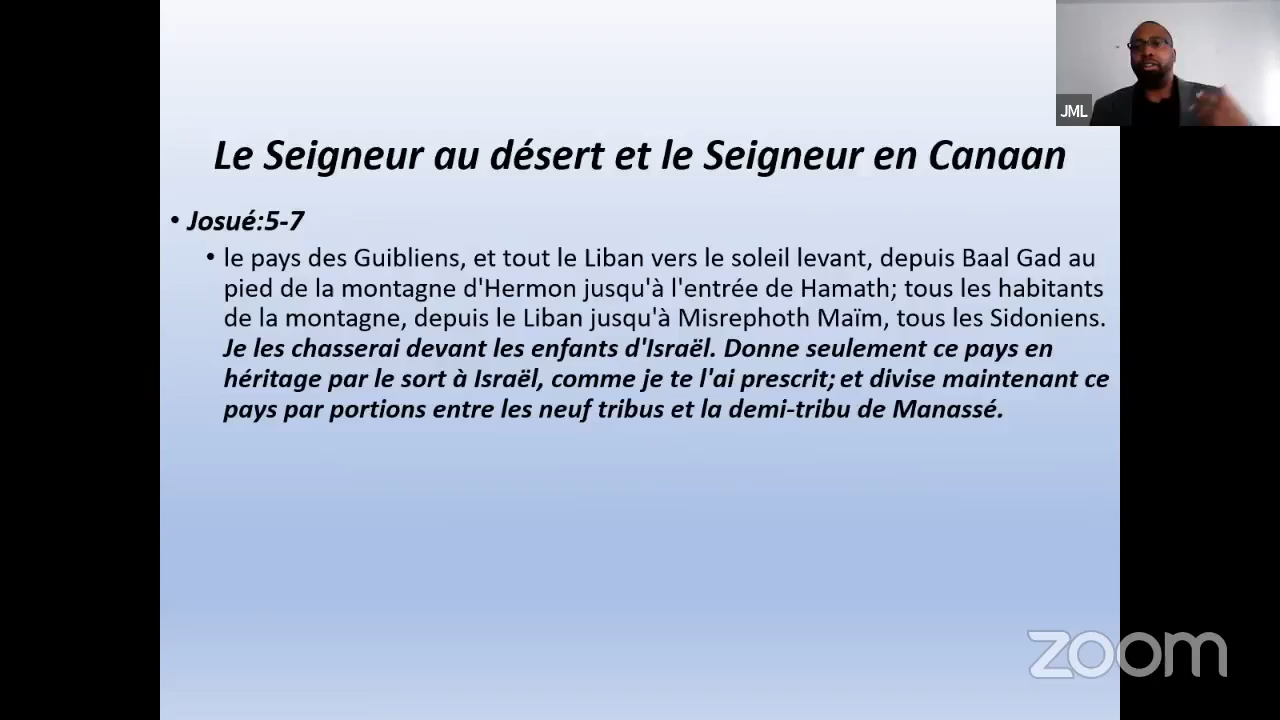 JML
Le Seigneur au désert et le Seigneur en Canaan
• Josué:5-7
• le pays des Guibliens, et tout le Liban vers le soleil levant, depuis Baal Gad au
pied de la montagne d'Hermon jusqu'à l'entrée de Hamath; tous les habitants
de la montagne, depuis le Liban jusqu'à Misrephoth Maïm, tous les Sidoniens.
Je les chasserai devant les enfants d'Israël. Donne seulement ce pays en
héritage par le sort à Israël, comme je te l'ai prescrit; et divise maintenant ce
pays par portions entre les neuf tribus et la demi-tribu de Manassé.
zoom